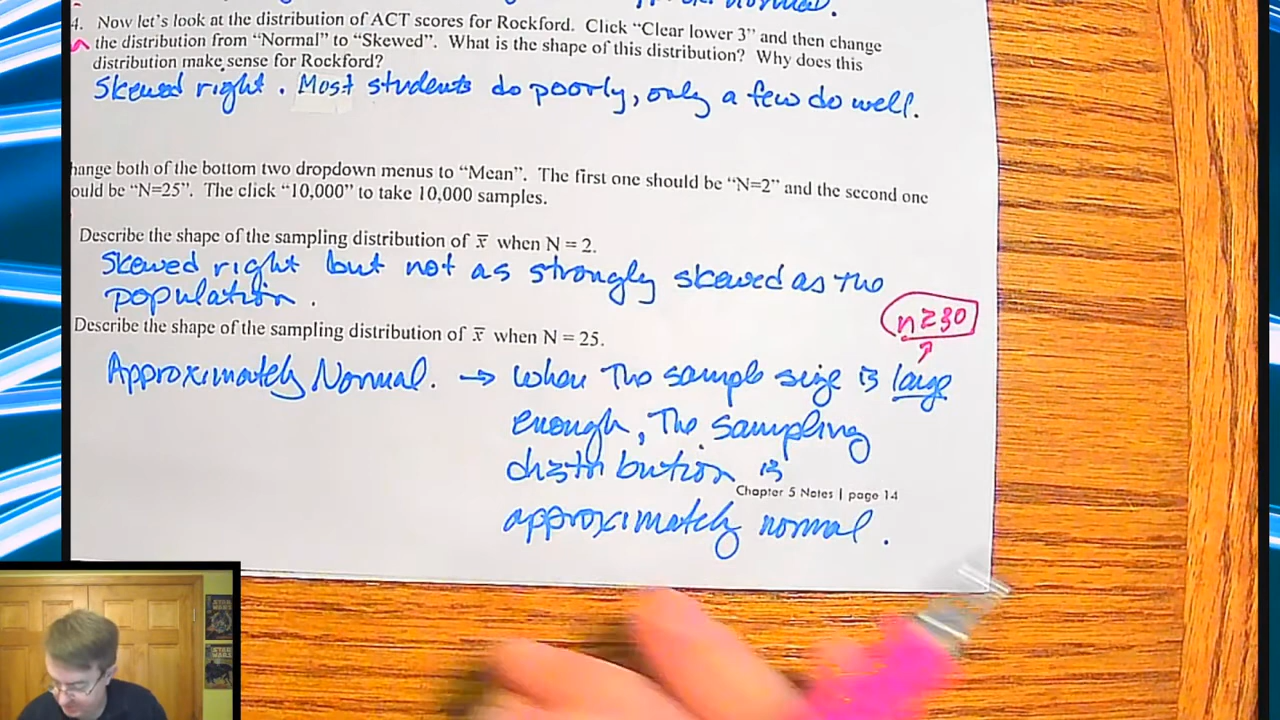 normal.
4. Now let's look at the distribution of ACT scores for Rockford. Click "Clear lower 3" and then change
the distribution from "Normal" to "Skewed". What is the shape of this distribution? Why does this
distribution make sense for Rockford?
Skewed right. Most students do poorly, only a few do well.
hange both of the bottom two dropdown menus to "Mean". The first one should be "N=2" and the second one
ould be "N=25". The click "10,000" to take 10,000 samples.
Describe the shape of the sampling distribution of x̅ when N = 2.
Skewed right but not as strongly skewed as the
population.
Describe the shape of the sampling distribution of x̅ when N = 25.
n≥30
Approximately Normal. → When the sample size is large
enough, the sampling
distribution is
Chapter 5 Notes | page 14
approximately normal.
STAR WARS
STAR WARS